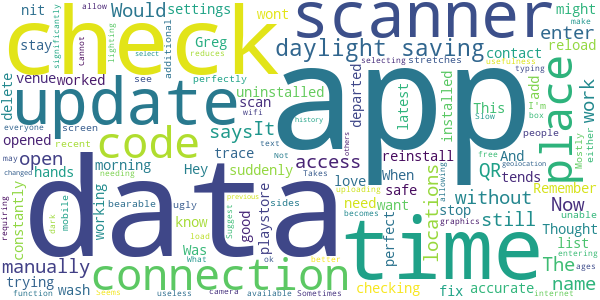 check
app
data
time
scanner
update
code
connection
place
daylight saving
Would
settings
Greg
nit
stay
venue
worked
additional
lighting
cannot
allow
significantly
wont
select
reduces
see
perfectly
might
make
reload
enter
contact
usefulness
selecting
stretches
typing
delete
scan
wifi
uninstalled
departed
latest
installed
add
I'm
box
work
says
It
history
This
Slow
people
opened
screen
everyone
recent
trace
text
Not
playstore
others
either
access
reinstall
QR
free
geolocation
Mostly
may
changed
open
hands
morning
Hey
suddenly
And
tends
unable
requiring
dark
mobile
needing
working
constantly
bearable
ugly
Takes
love
When
safe
uploading
allowing
without
Remember
Now
know
Suggest
previous
sides
need
want
stop
locations
still
Thought
manually
wash
load
Was
good
What
ok
becomes
better
perfect
graphics
The
list
entering
ages
name
trying
function
seems
useless
camera
available
Sometimes
checking
fix
accurate
internet